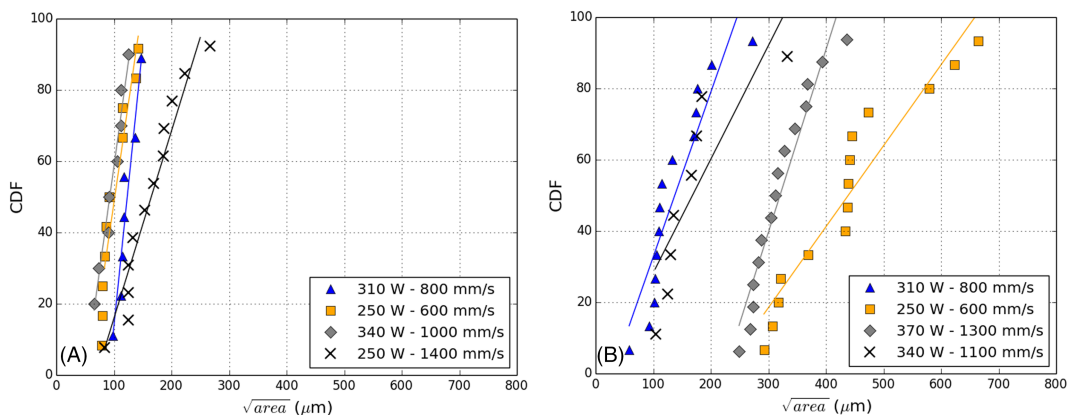 100
80
60
40
20
0
CDF
(A)
310 W - 800 mm/s
250 W - 600 mm/s
340 W - 1000 mm/s
250 W - 1400 mm/s
0 100 200 300 400 500 600 700 800
√area (μm)
100
80
60
40
20
0
CDF
(B)
310 W - 800 mm/s
250 W - 600 mm/s
370 W - 1300 mm/s
340 W - 1100 mm/s
0 100 200 300 400 500 600 700 800
√area (μm)